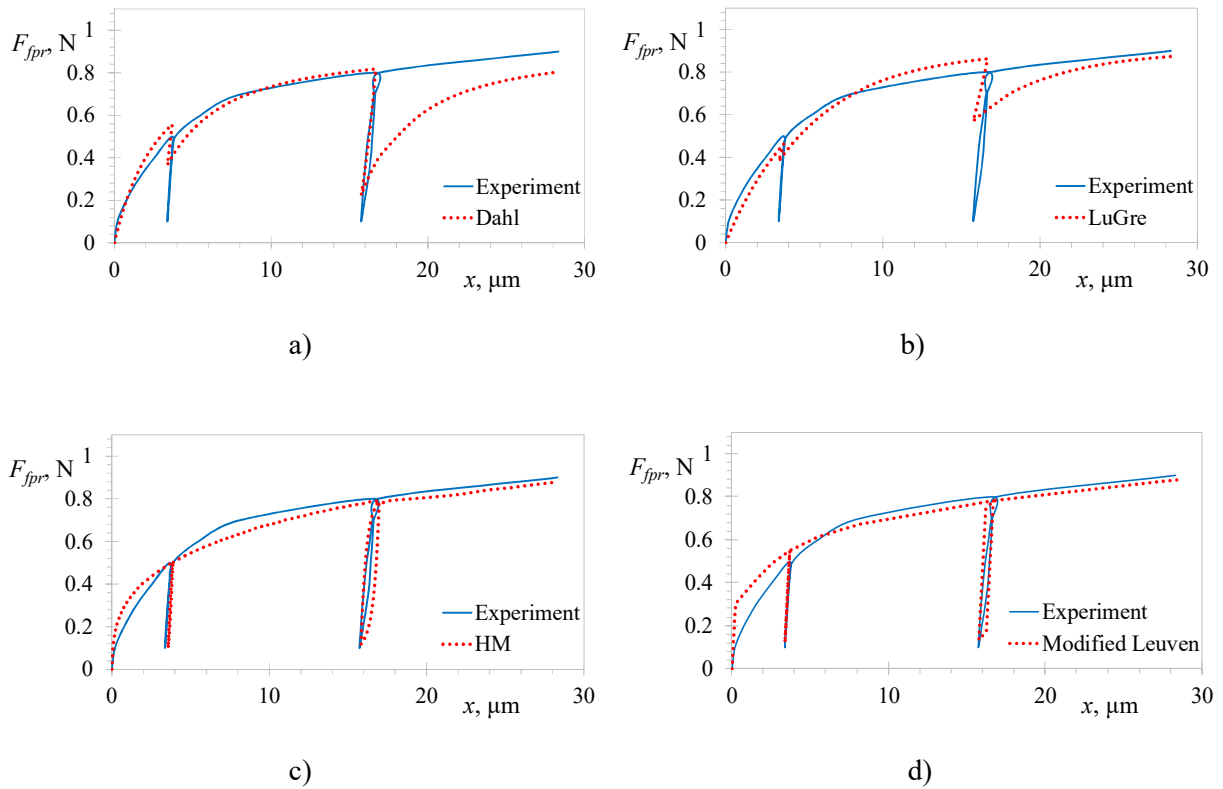 F_fpr, N
1
0.8
0.6
0.4
0.2
0
0 10 20 30
x, μm
Experiment
Dahl
a)
F_fpr, N
1
0.8
0.6
0.4
0.2
0
0 10 20 30
x, μm
Experiment
LuGre
b)
F_fpr, N
1
0.8
0.6
0.4
0.2
0
0 10 20 30
x, μm
Experiment
HM
c)
F_fpr, N
1
0.8
0.6
0.4
0.2
0
0 10 20 30
x, μm
Experiment
Modified Leuven
d)